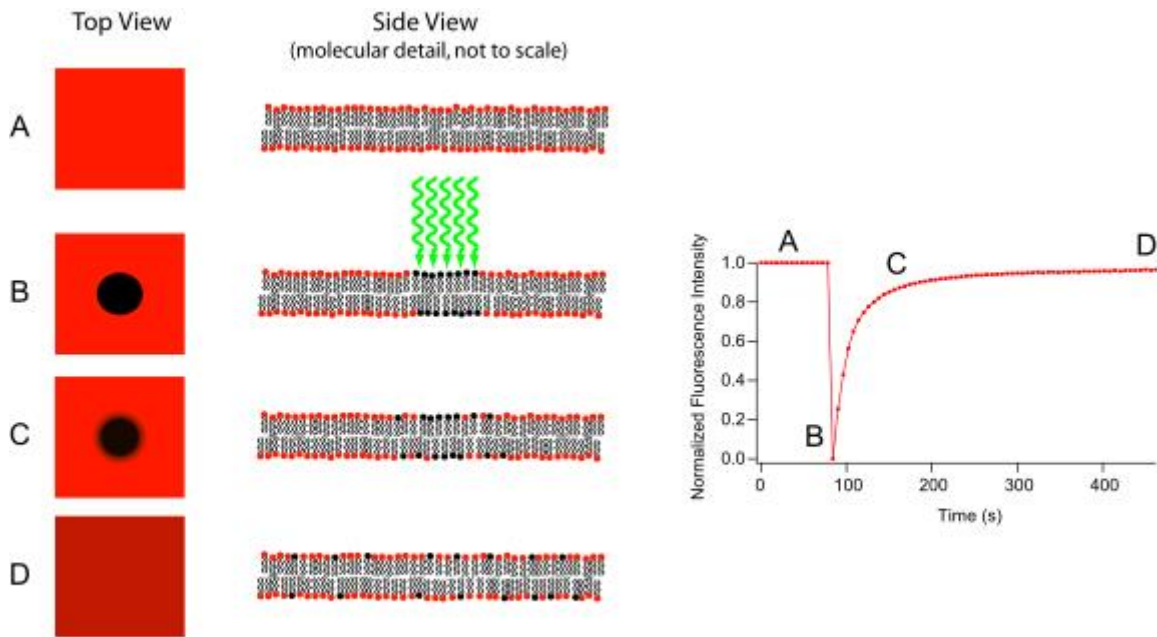 Top View
Side View
(molecular detail, not to scale)
A
B
C
D
A
B
C
D
Normalized Fluorescence Intensity
1.0
0.8
0.6
0.4
0.2
0.0
0
100
200
300
400
Time (s)